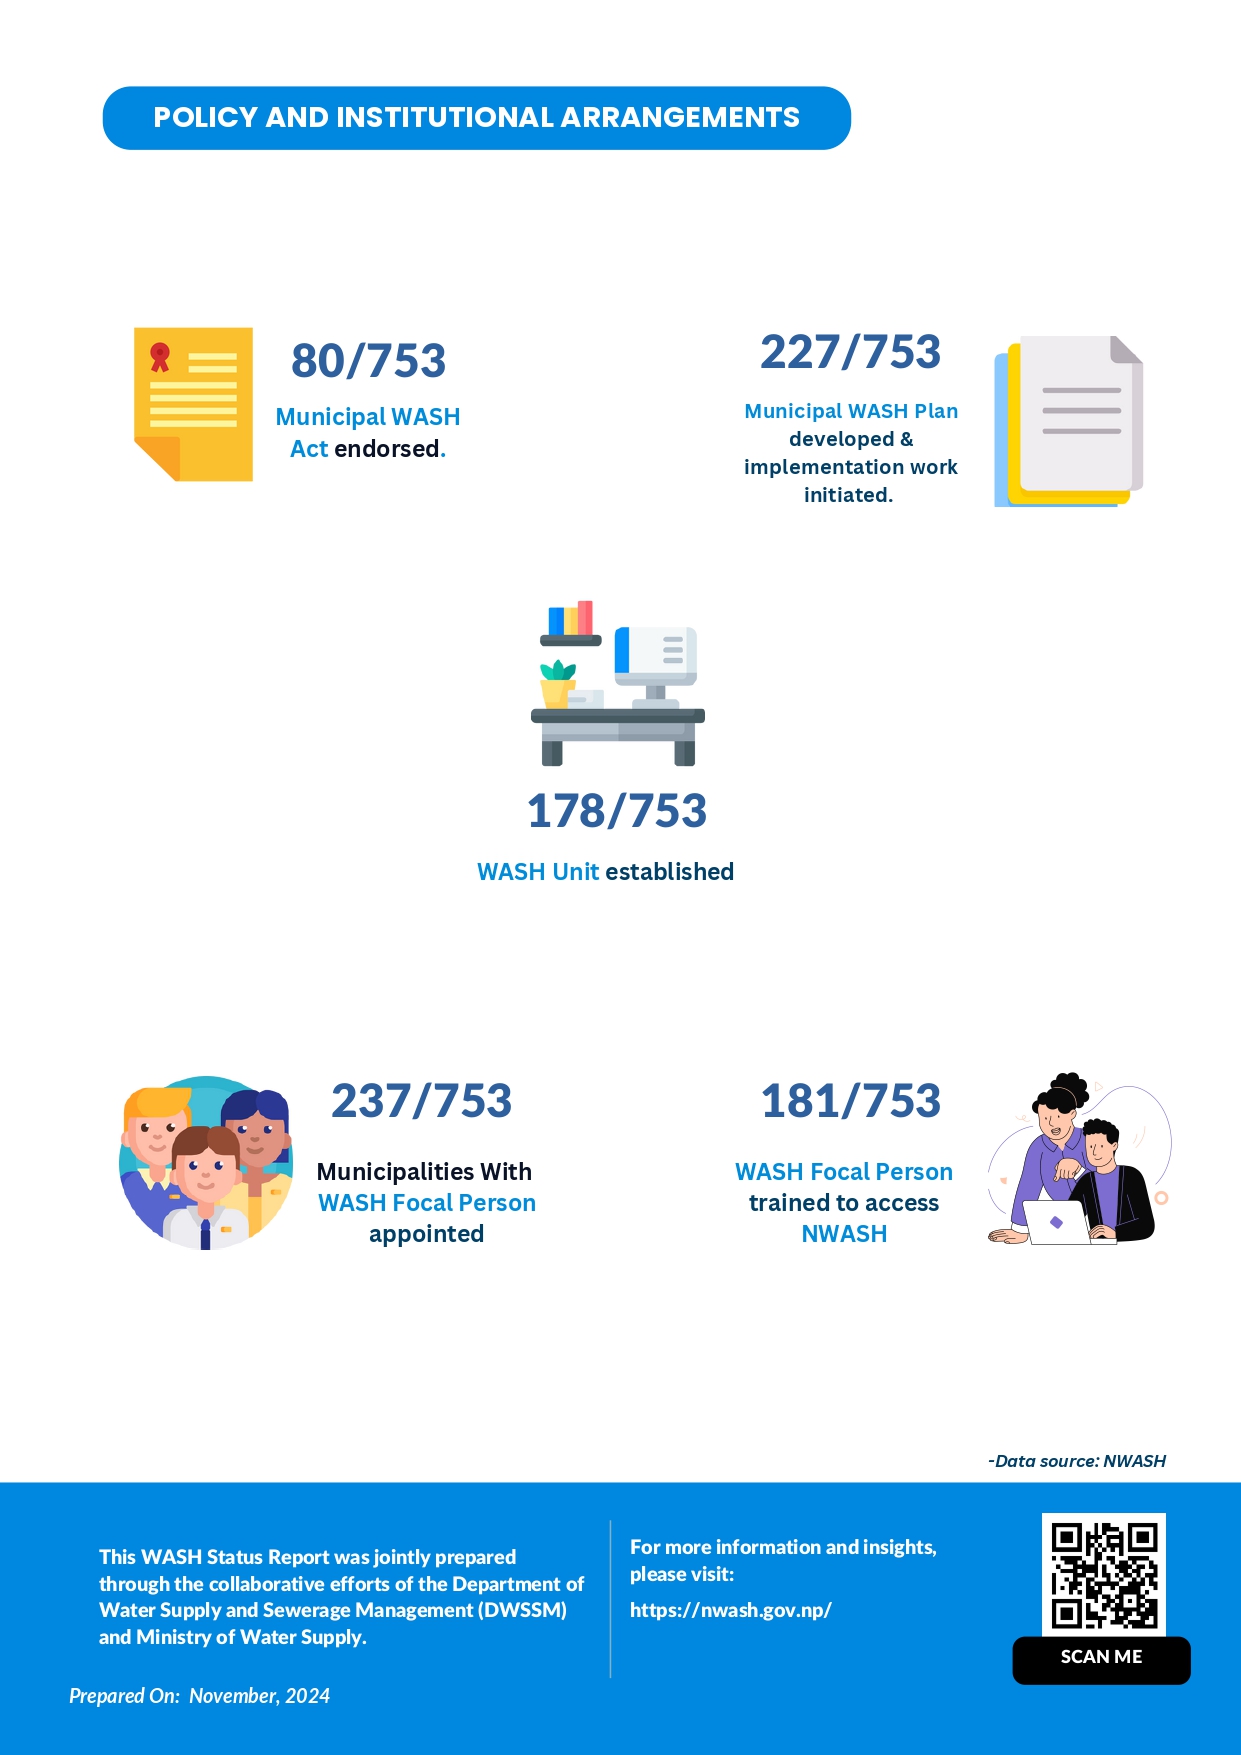 POLICY AND INSTITUTIONAL ARRANGEMENTS
80/753
Municipal WASH
Act endorsed.
227/753
Municipal WASH Plan
developed &
implementation work
initiated.
178/753
WASH Unit established
237/753
Municipalities With
WASH Focal Person
appointed
181/753
WASH Focal Person
trained to access
NWASH
-Data source: NWASH
This WASH Status Report was jointly prepared
through the collaborative efforts of the Department of
Water Supply and Sewerage Management (DWSSM)
and Ministry of Water Supply.
Prepared On: November, 2024
For more information and insights,
please visit:
https://nwash.gov.np/
SCAN ME